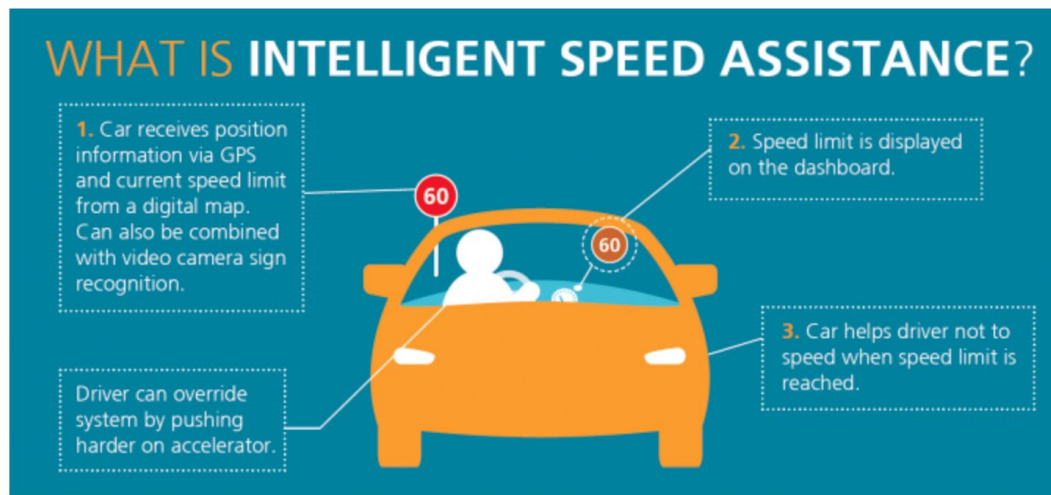 WHAT IS INTELLIGENT SPEED ASSISTANCE?
1. Car receives position
information via GPS
and current speed limit
from a digital map.
Can also be combined
with video camera sign
recognition.
60
2. Speed limit is displayed
on the dashboard.
60
3. Car helps driver not to
speed when speed limit is
reached.
Driver can override
system by pushing
harder on accelerator.